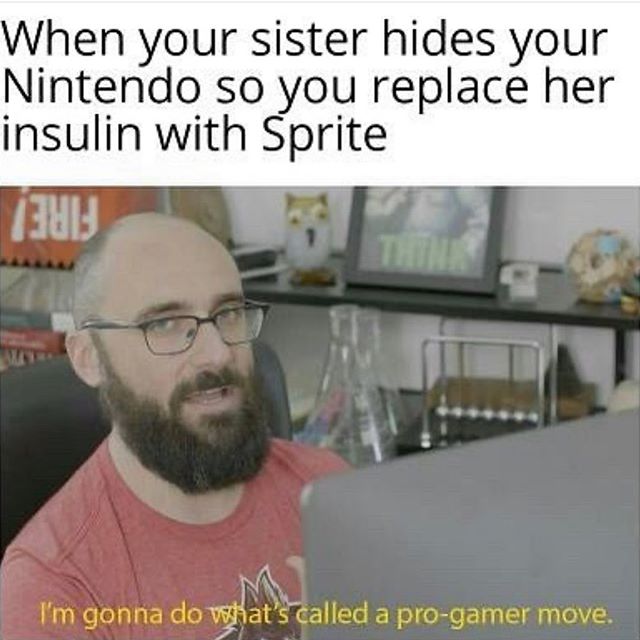 When your sister hides your
Nintendo so you replace her
insulin with Sprite
FIRE!
THINK
I'm gonna do what's called a pro-gamer move.